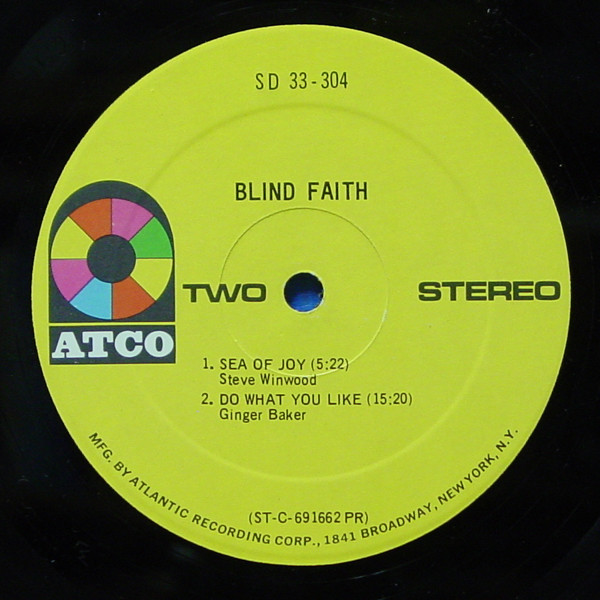 SD 33-304
BLIND FAITH
ATCO
TWO
STEREO
1. SEA OF JOY (5:22)
Steve Winwood
2. DO WHAT YOU LIKE (15:20)
Ginger Baker
(ST-C-691662 PR)
MFG. BY ATLANTIC RECORDING CORP., 1841 BROADWAY, NEW YORK, N.Y.